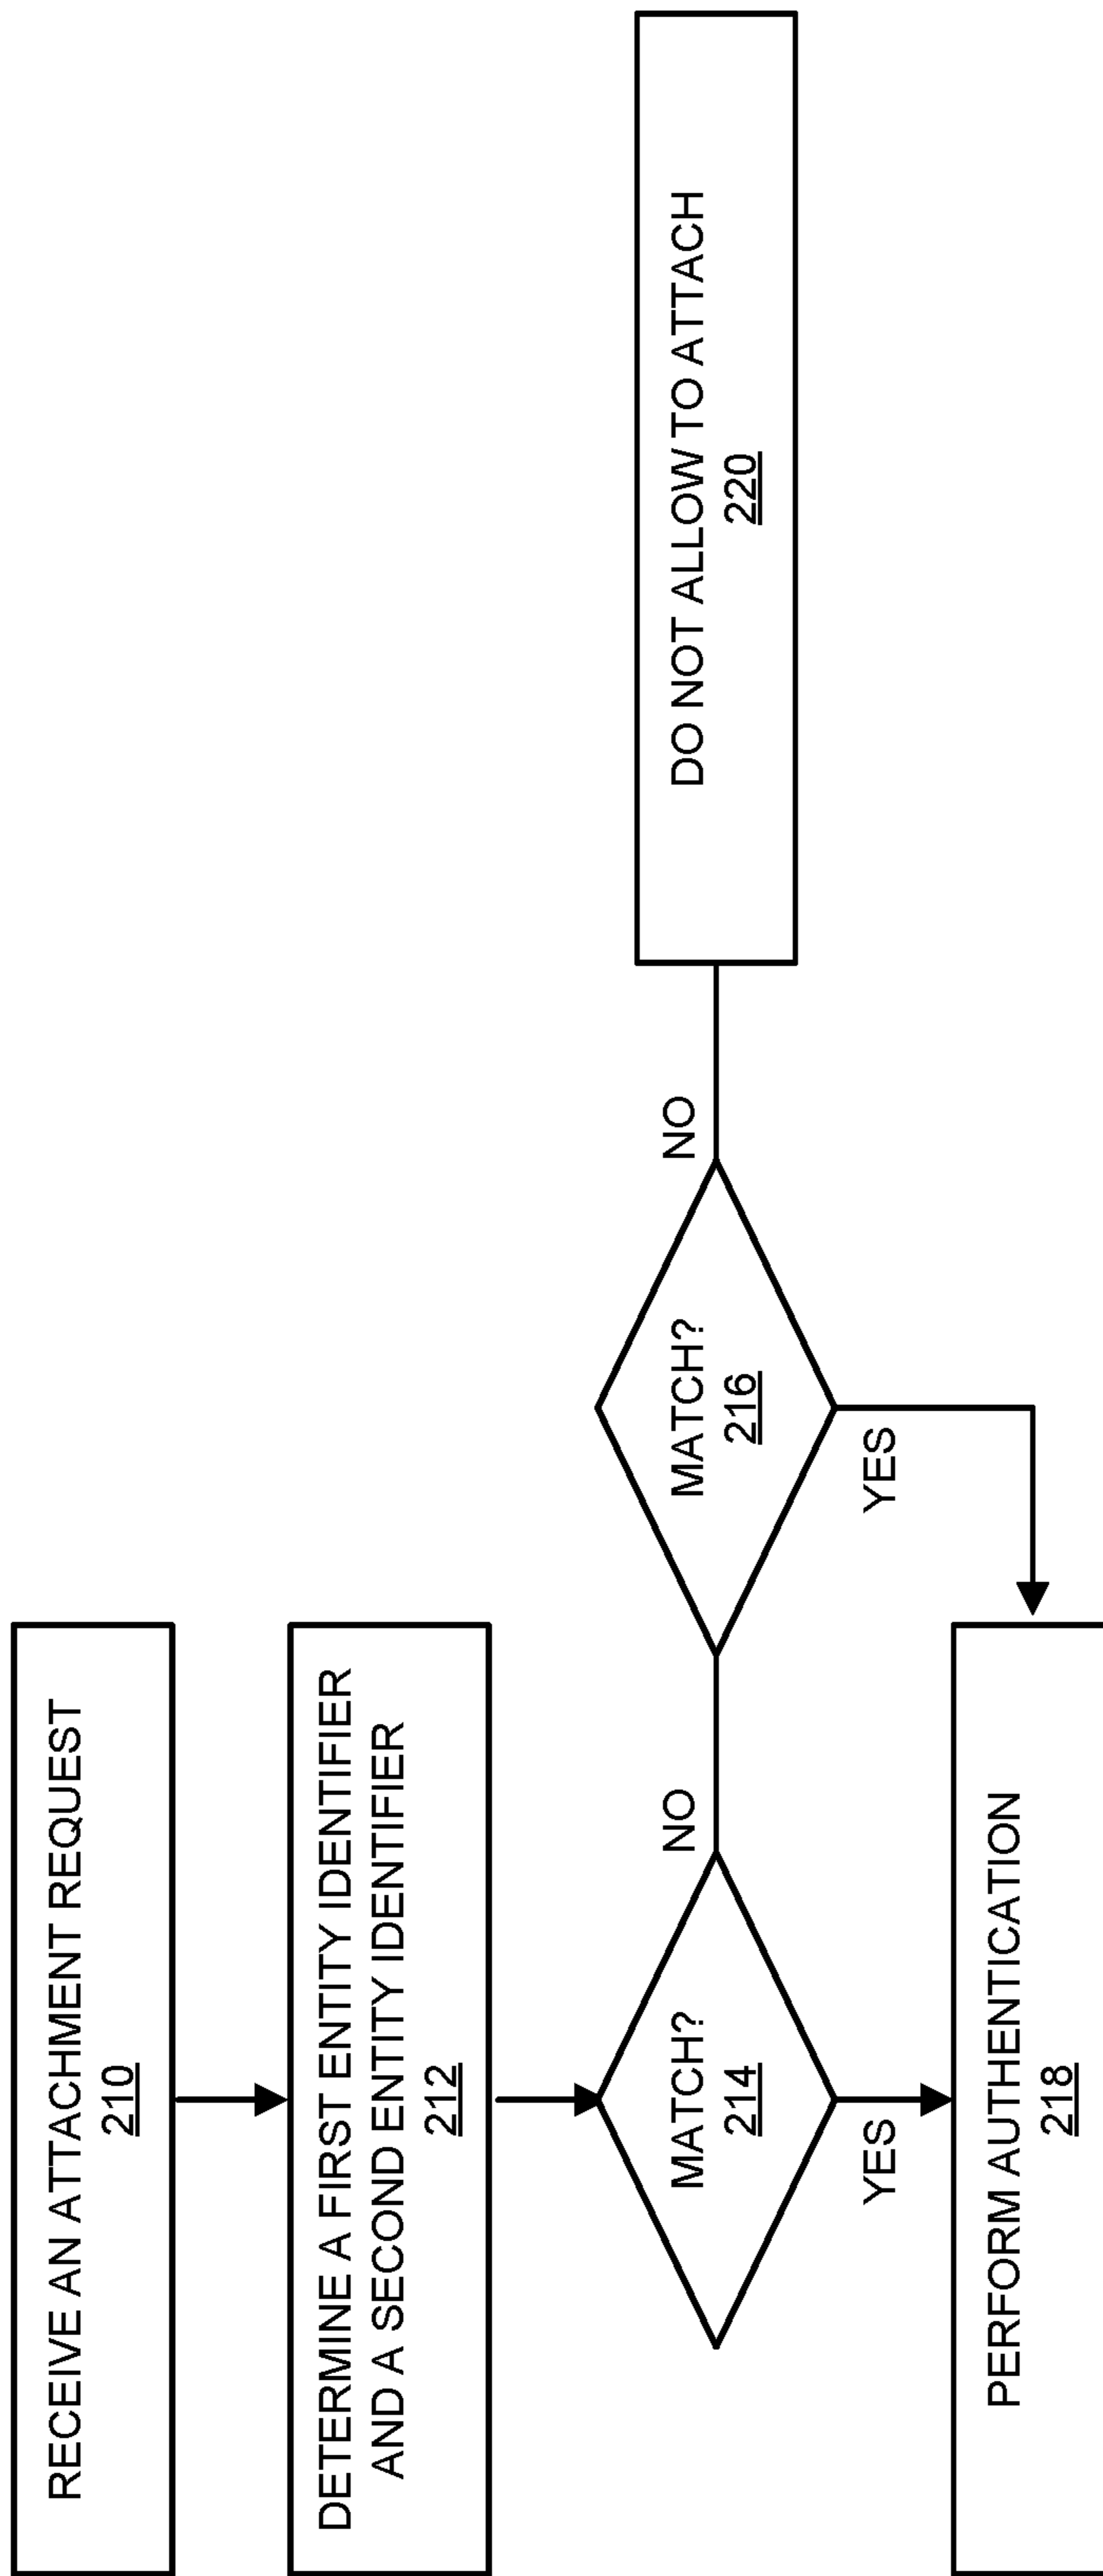 RECEIVE AN ATTACHMENT REQUEST
210
DETERMINE A FIRST ENTITY IDENTIFIER
AND A SECOND ENTITY IDENTIFIER
212
MATCH?
214
NO
YES
MATCH?
216
NO
YES
DO NOT ALLOW TO ATTACH
220
PERFORM AUTHENTICATION
218